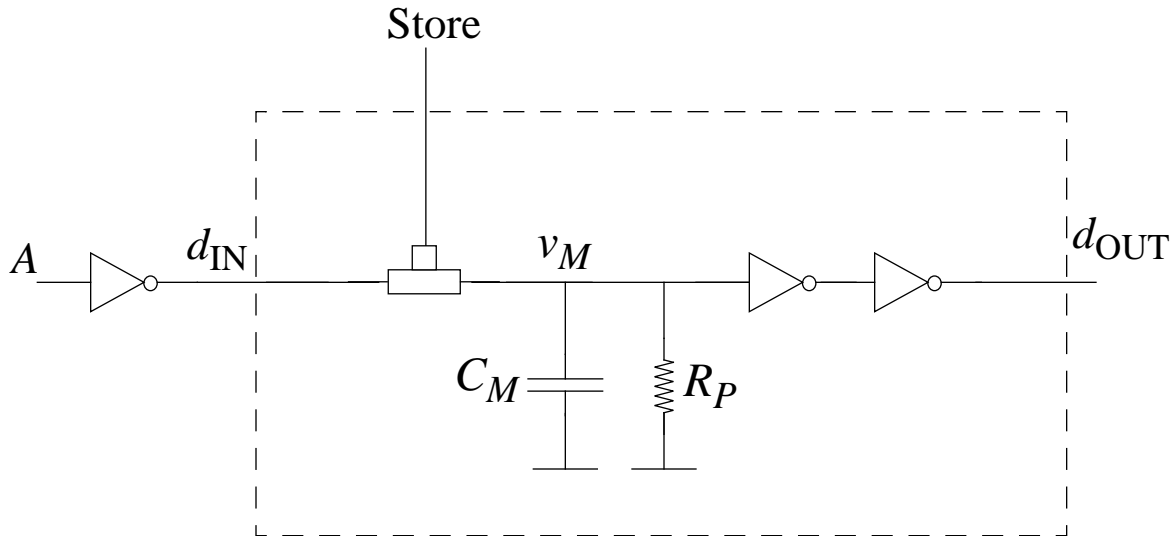 Store
A
d_IN
v_M
d_OUT
C_M
R_P